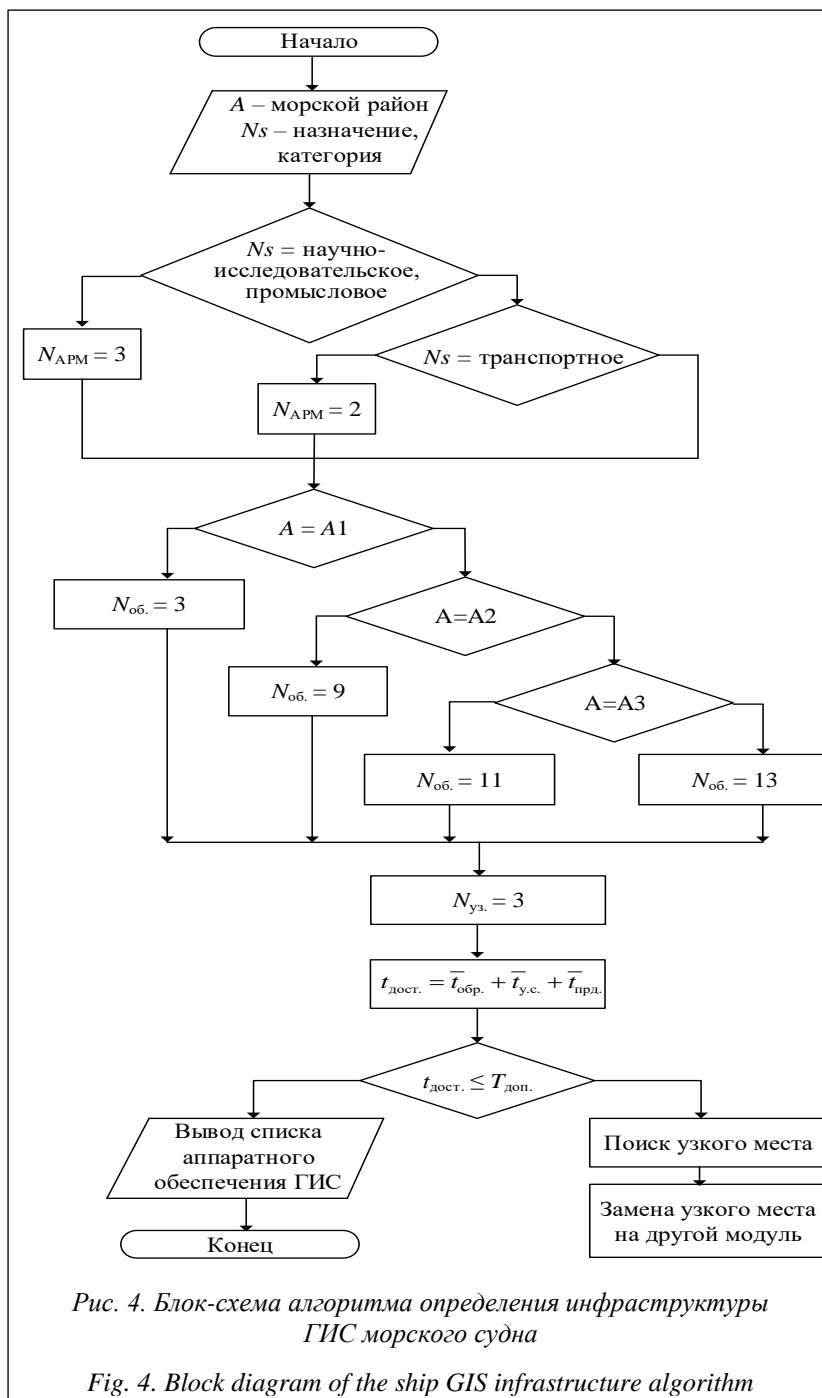 Начало
A – морской район
Ns – назначение,
категория
Ns = научно-
исследовательское,
промысловое
N_АРМ = 3
Ns = транспортное
N_АРМ = 2
A = A1
N_об. = 3
A=A2
N_об. = 9
A=A3
N_об. = 11
N_об. = 13
N_уз. = 3
t_дост. = t̅_обр. + t̅_у.с. + t̅_прд.
t_дост. ≤ T_доп.
Вывод списка
аппаратного
обеспечения ГИС
Конец
Поиск узкого места
Замена узкого места
на другой модуль
Рис. 4. Блок-схема алгоритма определения инфраструктуры
ГИС морского судна
Fig. 4. Block diagram of the ship GIS infrastructure algorithm